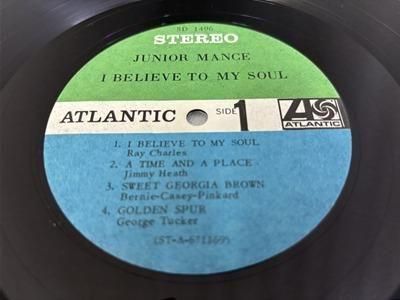 SD 1496
STEREO
JUNIOR MANCE
I BELIEVE TO MY SOUL
ATLANTIC SIDE 1 ATLANTIC
1. I BELIEVE TO MY SOUL
Ray Charles
2. A TIME AND A PLACE
Jimmy Heath
3. SWEET GEORGIA BROWN
Bernie-Casey-Pinkard
4. GOLDEN SPUR
George Tucker
(ST-A-671169)